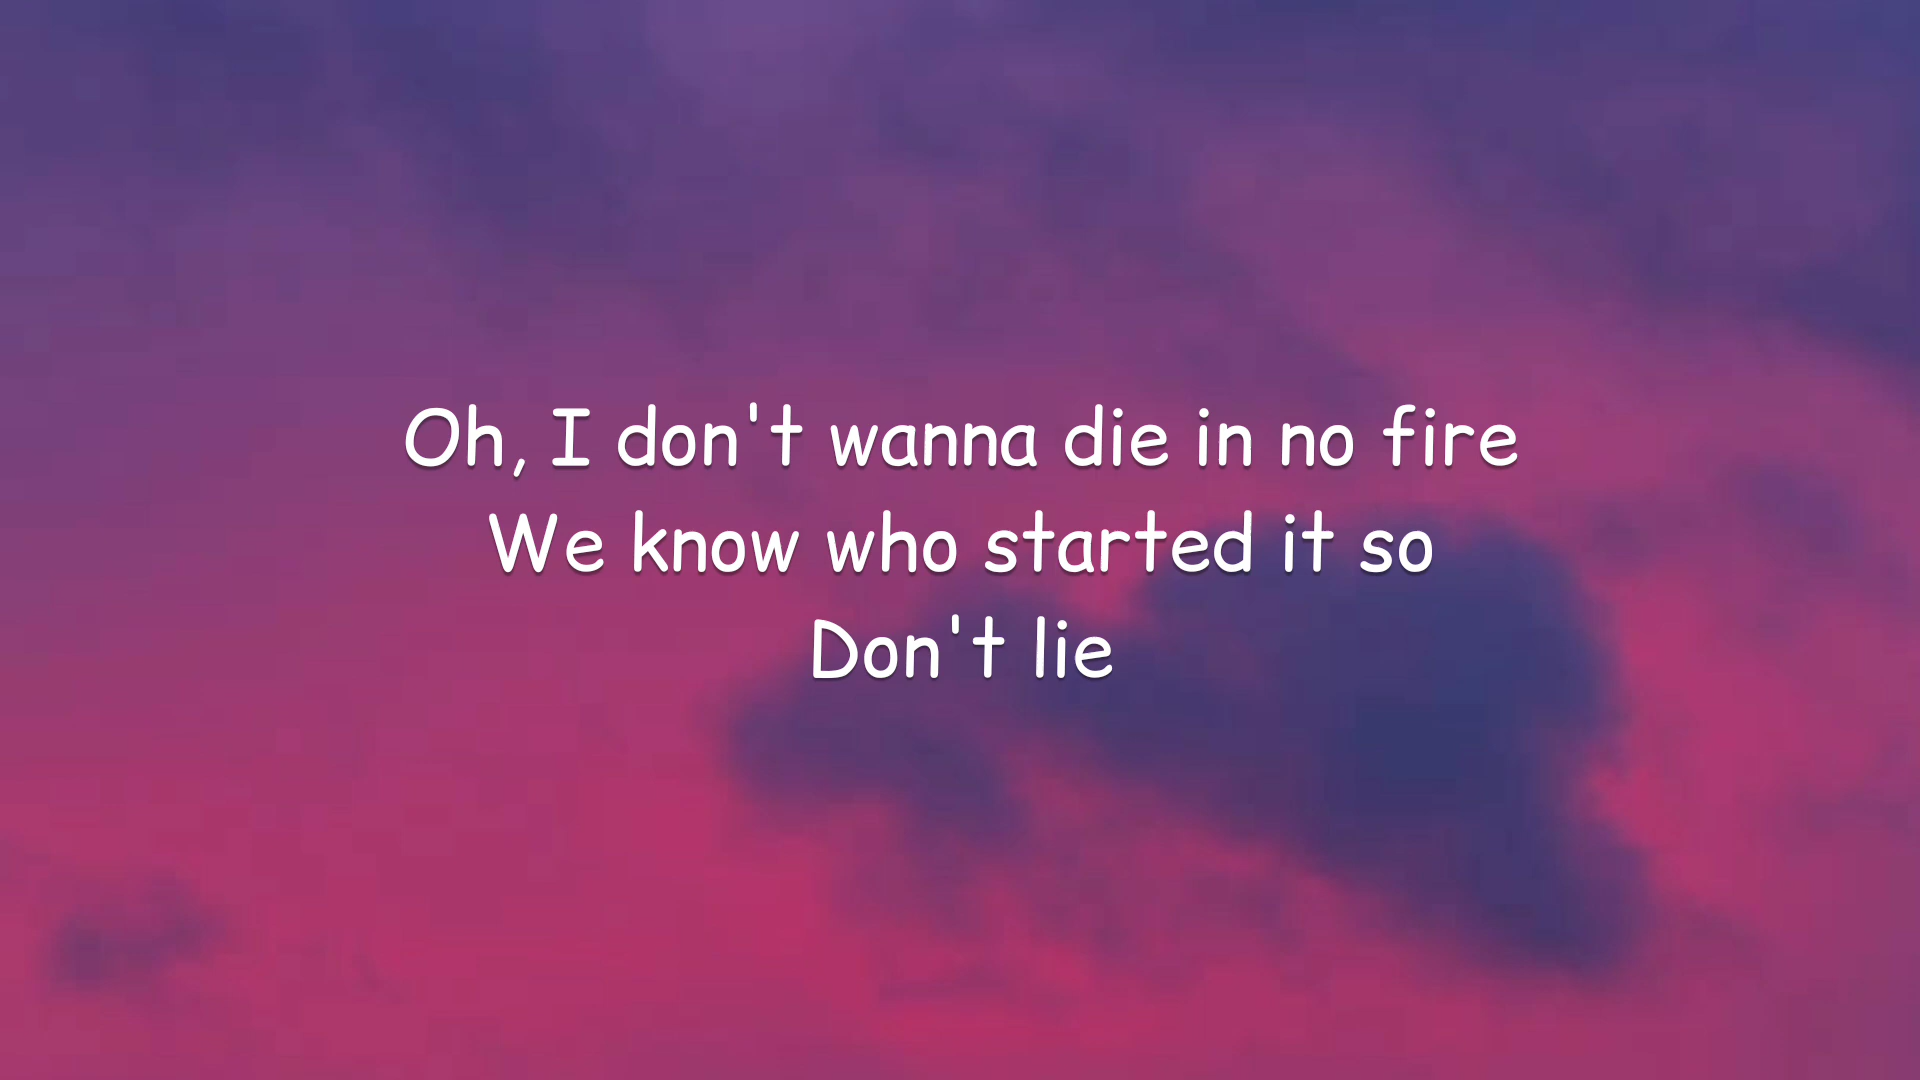 Oh, I don't wanna die in no fire
We know who started it so
Don't lie